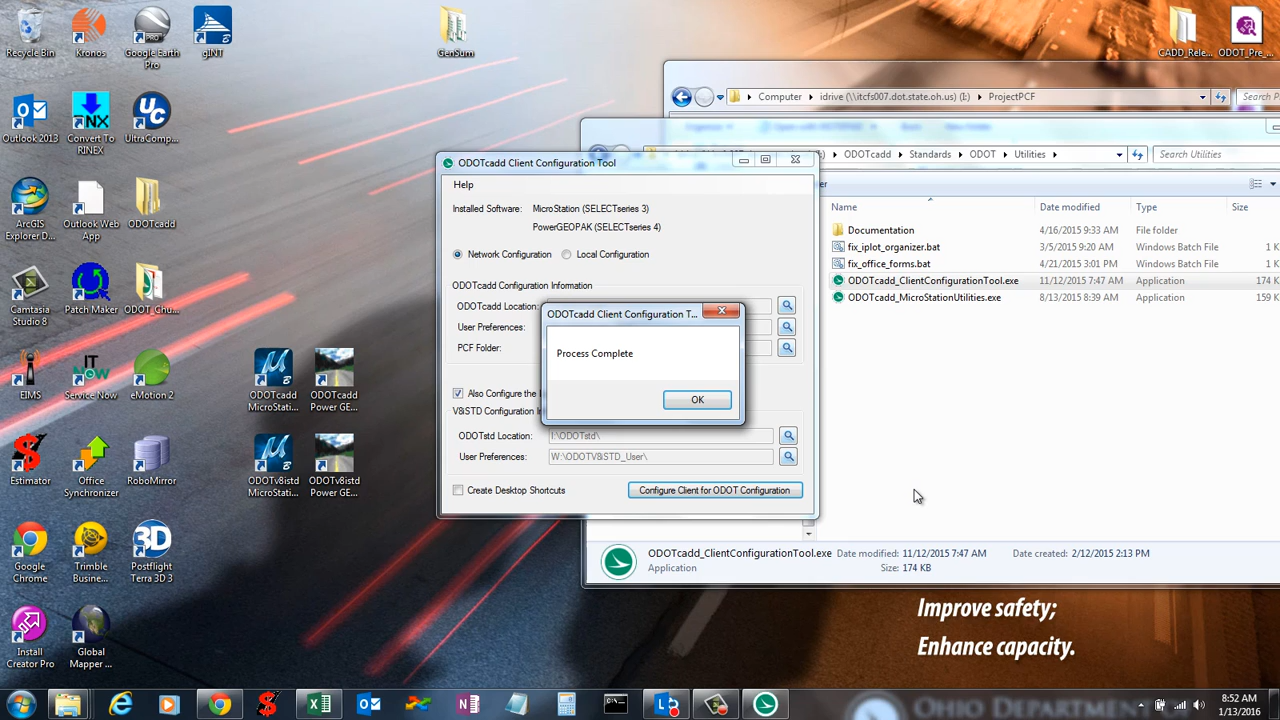 Recycle Bin
Kronos
Google Earth Pro
gINT
GenSum
CADD_Rele...
ODOT_Pre_...
Computer ▸ idrive (\\itcfs007.dot.state.oh.us) (I:) ▸ ProjectPCF
Search P
ODOTcadd ▸ Standards ▸ ODOT ▸ Utilities ▸
Search Utilities
Outlook 2013
Convert To RINEX
UltraComp...
ODOTcadd Client Configuration Tool
Help
Installed Software:
MicroStation (SELECTseries 3)
PowerGEOPAK (SELECTseries 4)
Network Configuration
Local Configuration
ODOTcadd Configuration Information
ODOTcadd Location:
User Preferences:
PCF Folder:
Also Configure the
V8iSTD Configuration In
ODOTstd Location:
I:\ODOTstd\
User Preferences:
W:\ODOTV8iSTD_User\
Create Desktop Shortcuts
Configure Client for ODOT Configuration
ODOTcadd Client Configuration T...
Process Complete
OK
Name
Date modified
Type
Size
Documentation
4/16/2015 9:33 AM
File folder
fix_iplot_organizer.bat
3/5/2015 9:20 AM
Windows Batch File
1 K
fix_office_forms.bat
4/21/2015 3:01 PM
Windows Batch File
1 K
ODOTcadd_ClientConfigurationTool.exe
11/12/2015 7:47 AM
Application
174 K
ODOTcadd_MicroStationUtilities.exe
8/13/2015 8:39 AM
Application
159 K
ODOTcadd_ClientConfigurationTool.exe
Date modified: 11/12/2015 7:47 AM
Date created: 2/12/2015 2:13 PM
Application
Size: 174 KB
ArcGIS Explorer D...
Outlook Web App
ODOTcadd
Camtasia Studio 8
Patch Maker
ODOT_Ghu...
EIMS
Service Now
eMotion 2
ODOTcadd MicroStati...
ODOTcadd Power GE...
Estimator
Office Synchronizer
RoboMirror
ODOTv8istd MicroStati...
ODOTv8istd Power GE...
Google Chrome
Trimble Busine...
Postflight Terra 3D 3
Install Creator Pro
Global Mapper ...
Improve safety;
Enhance capacity.
8:52 AM
1/13/2016